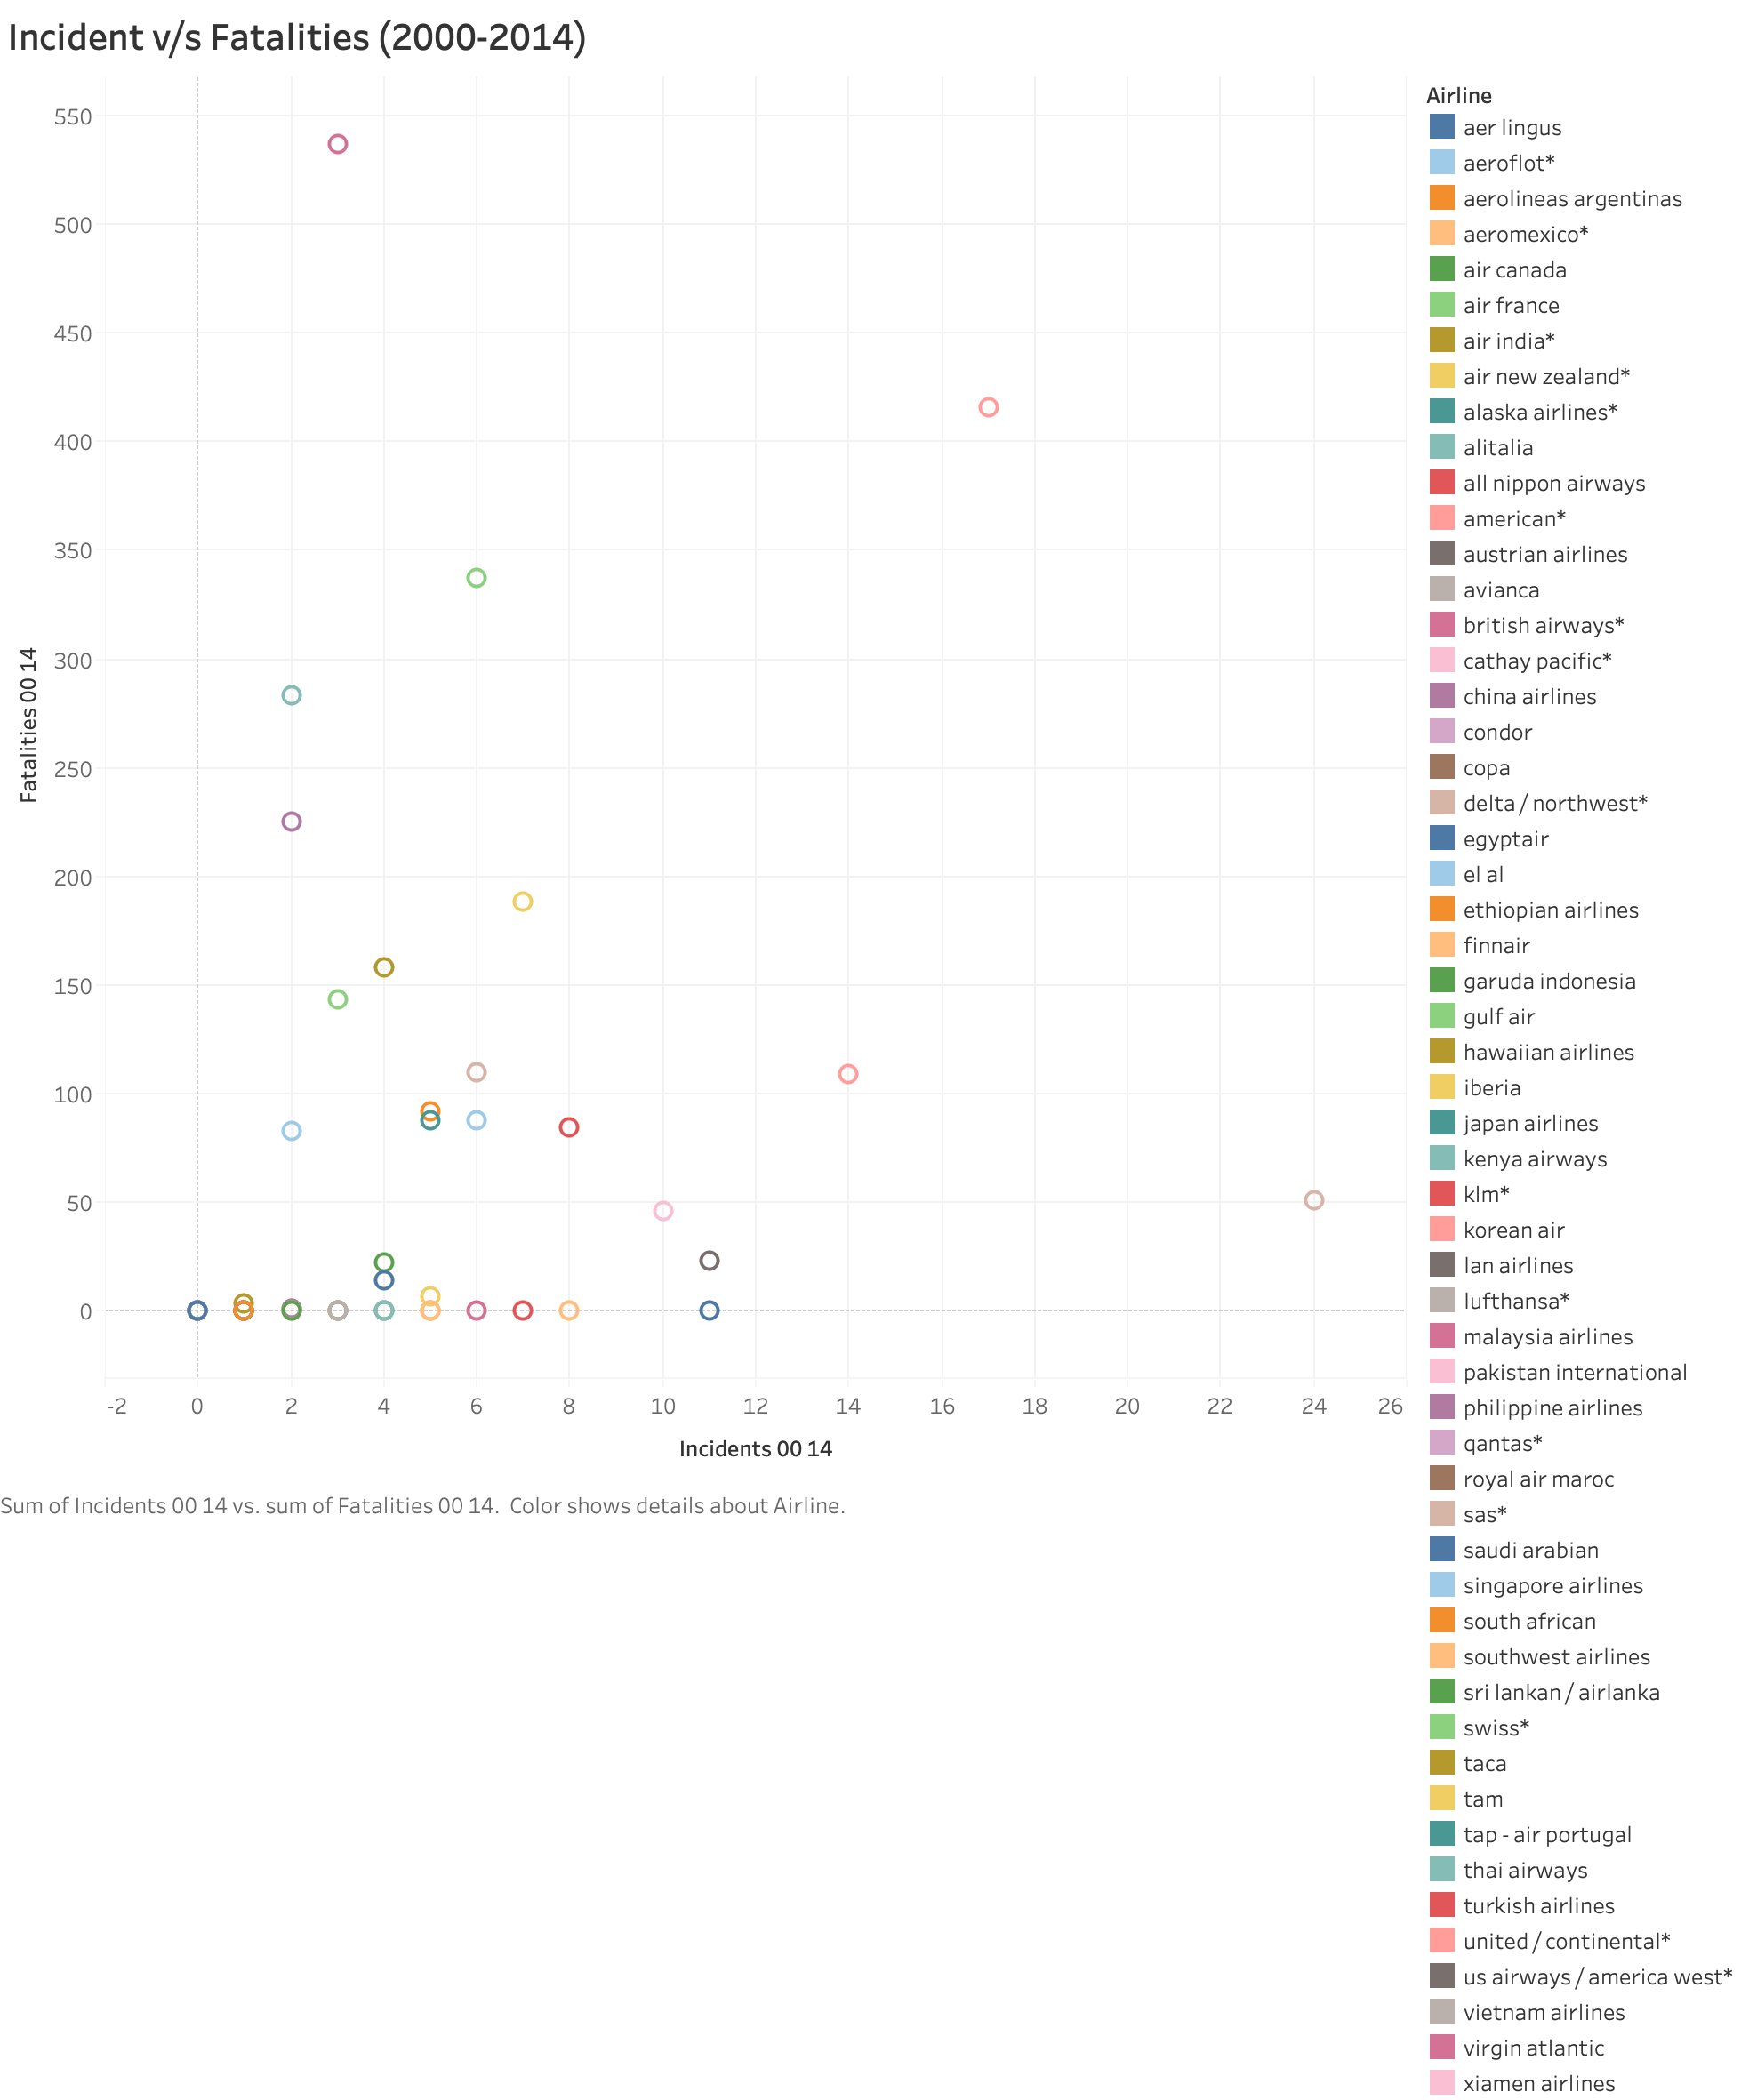 Incident v/s Fatalities (2000-2014)
550
500
450
400
350
300
250
200
150
100
50
0
Fatalities 00 14
-2 0 2 4 6 8 10 12 14 16 18 20 22 24 26
Incidents 00 14
Sum of Incidents 00 14 vs. sum of Fatalities 00 14. Color shows details about Airline.
Airline
aer lingus
aeroflot*
aerolineas argentinas
aeromexico*
air canada
air france
air india*
air new zealand*
alaska airlines*
alitalia
all nippon airways
american*
austrian airlines
avianca
british airways*
cathay pacific*
china airlines
condor
copa
delta / northwest*
egyptair
el al
ethiopian airlines
finnair
garuda indonesia
gulf air
hawaiian airlines
iberia
japan airlines
kenya airways
klm*
korean air
lan airlines
lufthansa*
malaysia airlines
pakistan international
philippine airlines
qantas*
royal air maroc
sas*
saudi arabian
singapore airlines
south african
southwest airlines
sri lankan / airlanka
swiss*
taca
tam
tap - air portugal
thai airways
turkish airlines
united / continental*
us airways / america west*
vietnam airlines
virgin atlantic
xiamen airlines